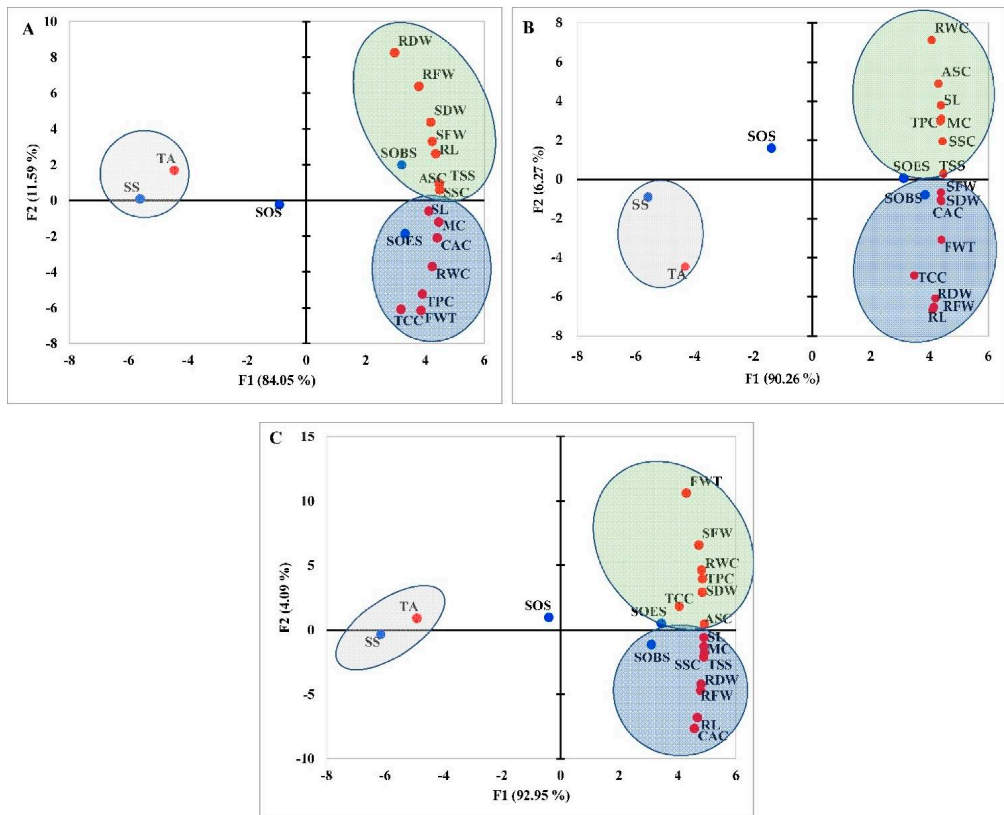 A
10
8
6
4
2
0
-2
-4
-6
-8
-8
-6
-4
-2
0
2
4
6
F2 (11.59 %)
F1 (84.05 %)
RDW
RFW
SDW
SFW
RL
SOBS
ASC TSS
SSC
TA
SS
SOS
SL
MC
SOES
CAC
RWC
TPC
TCC FWT
B
8
6
4
2
0
-2
-4
-6
-8
-8
-6
-4
-2
0
2
4
6
F2 (6.27 %)
F1 (90.26 %)
RWC
ASC
SL
TPC MC
SSC
SOS
SOES TSS
SFW
SOBS SDW
CAC
SS
FWT
TA
TCC
RDW
RFW
RL
C
15
10
5
0
-5
-10
-8
-6
-4
-2
0
2
4
6
F2 (4.09 %)
F1 (92.95 %)
FWT
SFW
RWC
TPC
SDW
TCC
SOES ASC
TA
SS
SOS
SL
MC
SOBS
SSC TSS
RDW
RFW
RL
CAC